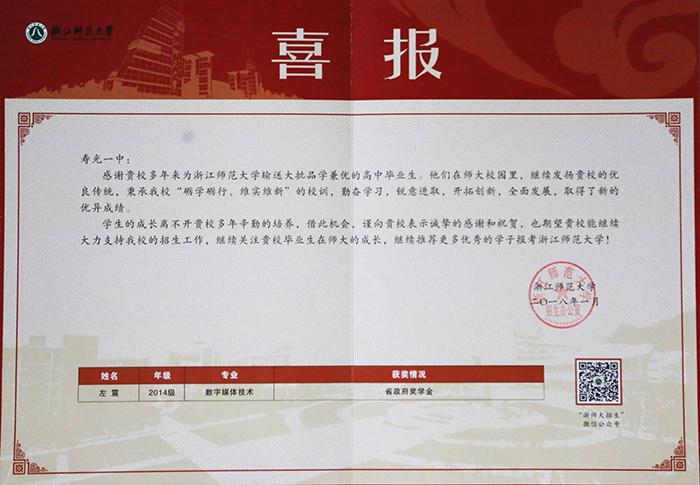 浙江师范大学
喜报
寿光一中：
感谢贵校多年来为浙江师范大学输送大批品学兼优的高中毕业生。他们在师大校园里，继续发扬贵校的优
良传统，秉承我校“砺学砺行、维实维新”的校训，勤奋学习，锐意进取，开拓创新，全面发展，取得了新的
优异成绩。
学生的成长离不开贵校多年辛勤的培养，借此机会，谨向贵校表示诚挚的感谢和祝贺，也期望贵校能继续
大力支持我校的招生工作，继续关注贵校毕业生在师大的成长，继续推荐更多优秀的学子报考浙江师范大学！
浙江师范大学
招生办公室
浙江师范大学
二〇一八年一月
姓名 年级 专业 获奖情况
左震 2014级 数字媒体技术 省政府奖学金
“浙师大招生”
微信公众号